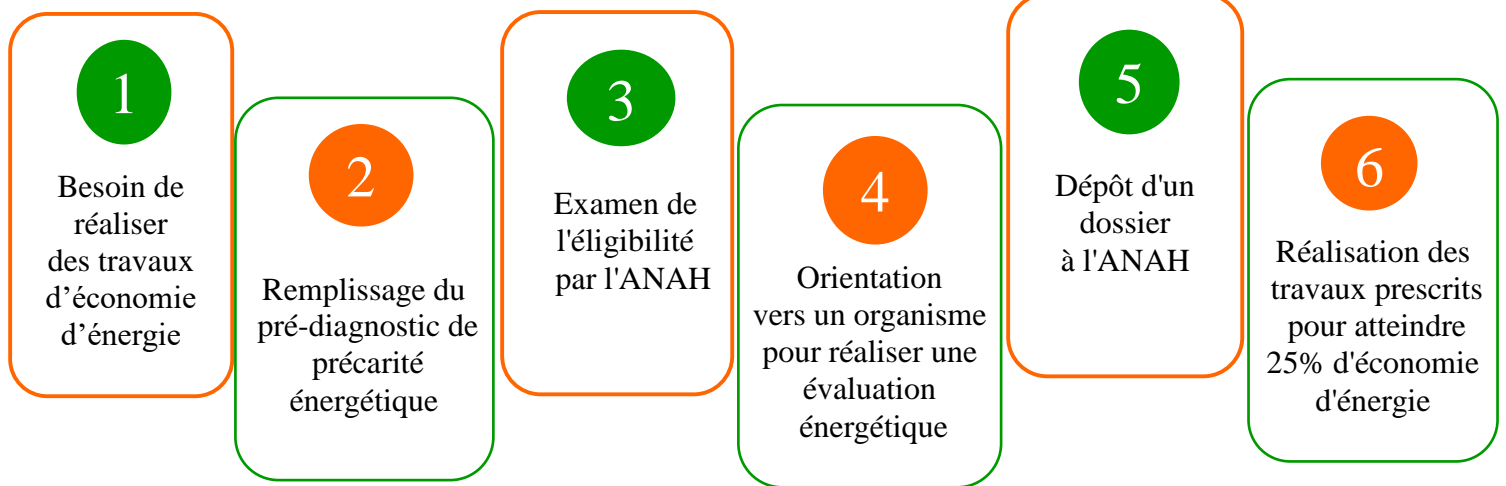 1
Besoin de
réaliser
des travaux
d’économie
d’énergie
2
Remplissage du
pré-diagnostic de
précarité
énergétique
3
Examen de
l'éligibilité
par l'ANAH
4
Orientation
vers un organisme
pour réaliser une
évaluation
énergétique
5
Dépôt d'un
dossier
à l'ANAH
6
Réalisation des
travaux prescrits
pour atteindre
25% d'économie
d'énergie